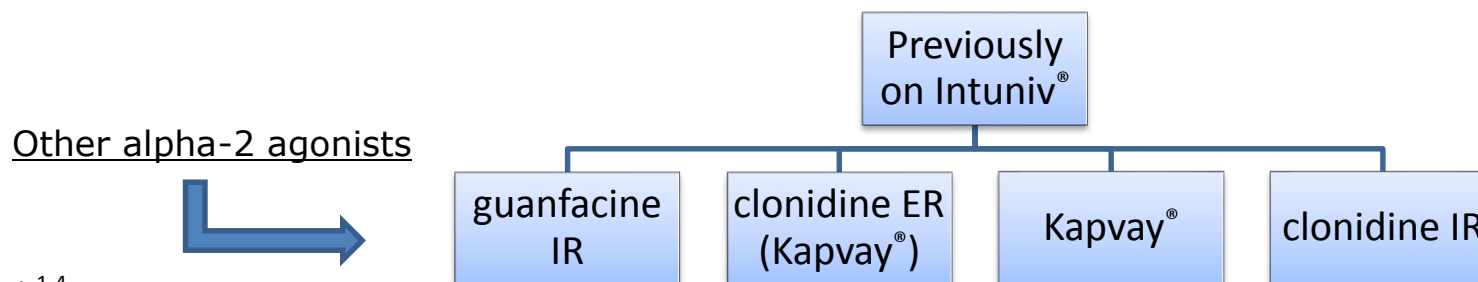 Previously
on Intuniv®
Other alpha-2 agonists
guanfacine
IR
clonidine ER
(Kapvay®)
Kapvay®
clonidine IR